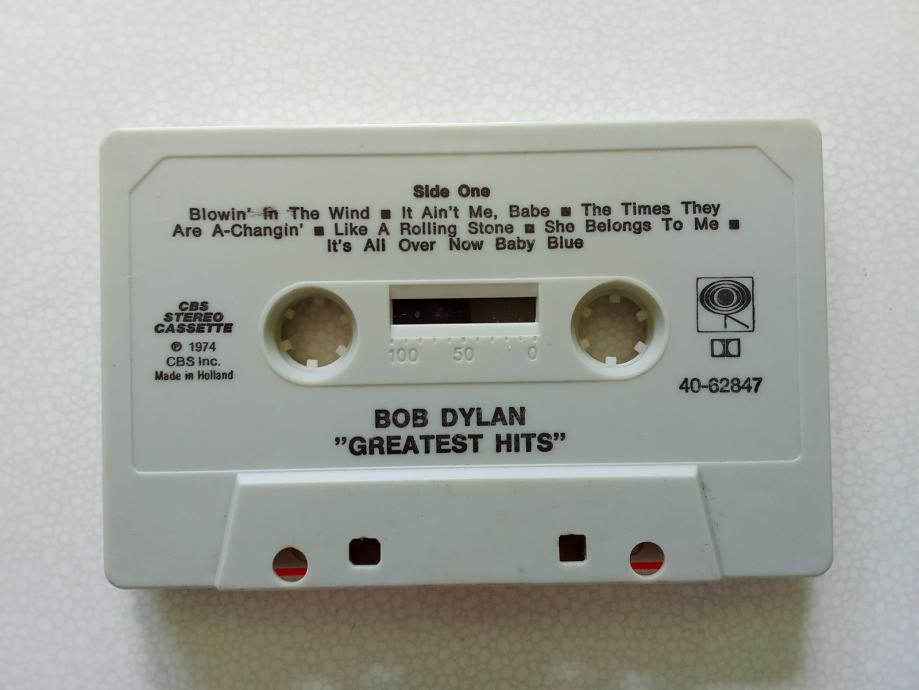 Side One
Blowin' In The Wind ■ It Ain't Me, Babe ■ The Times They
Are A-Changin' ■ Like A Rolling Stone ■ She Belongs To Me ■
It's All Over Now Baby Blue
CBS
STEREO
CASSETTE
℗ 1974
CBS Inc.
Made in Holland
100 50 0
40-62847
BOB DYLAN
”GREATEST HITS”